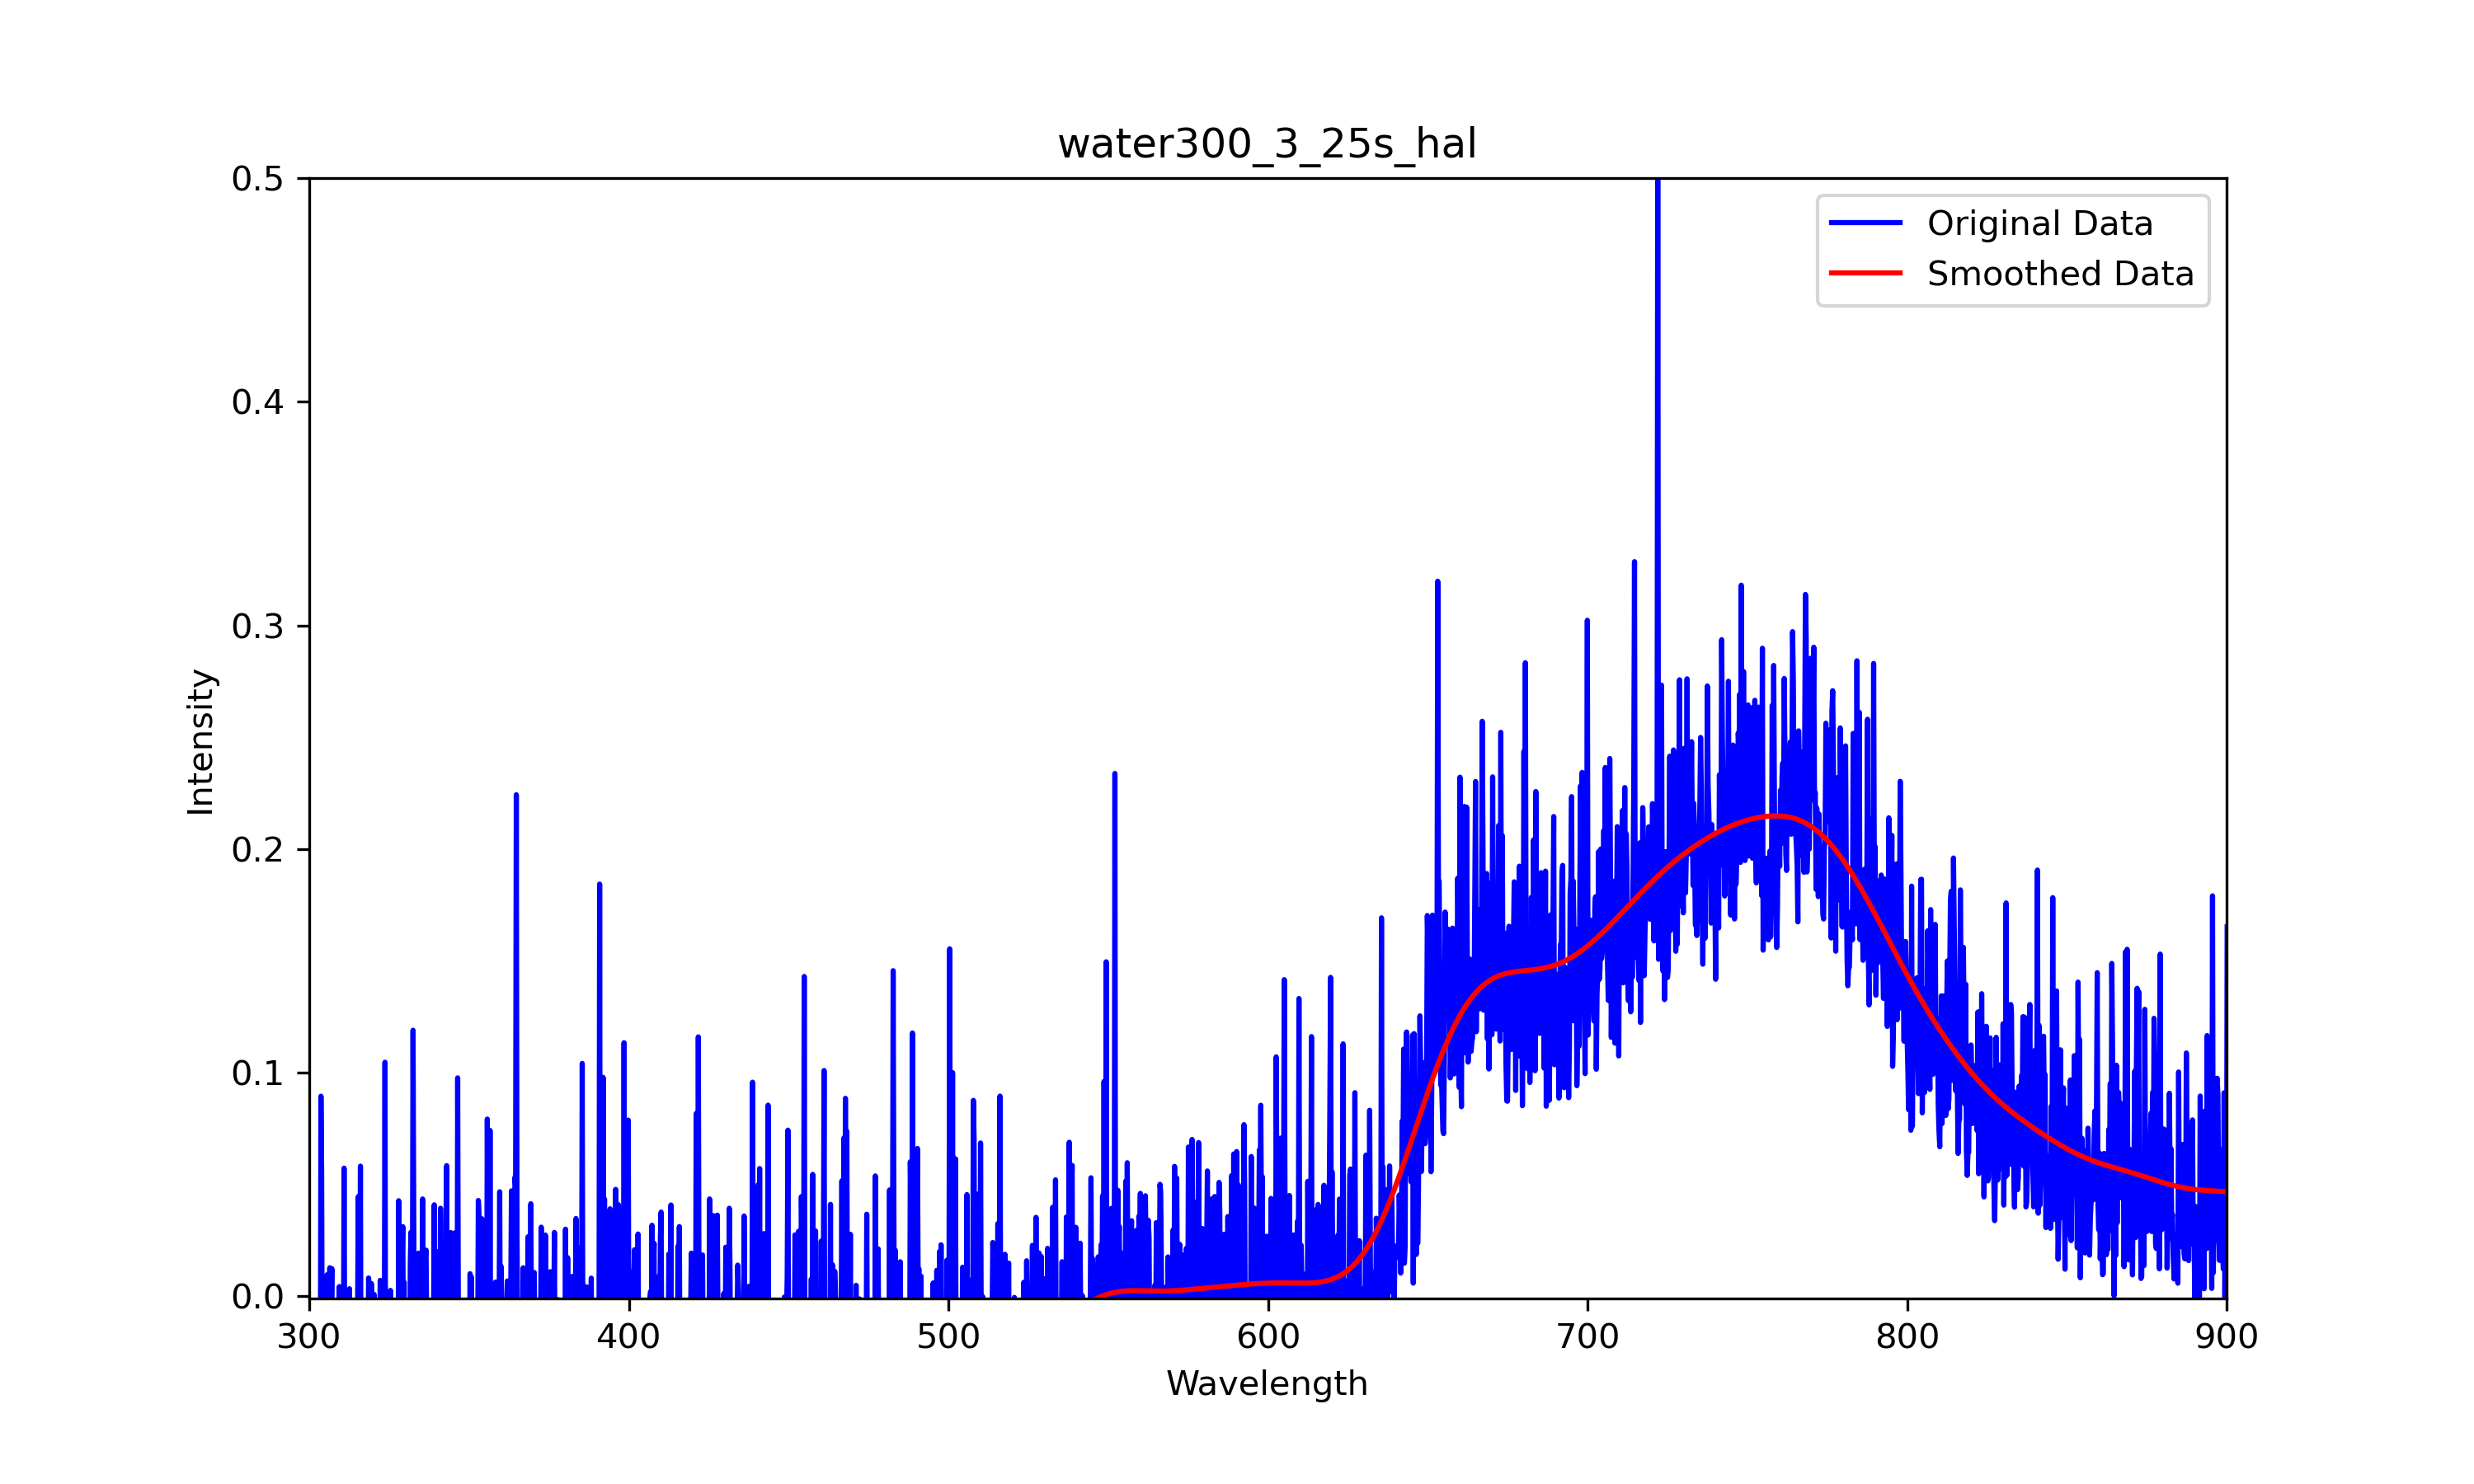 water300_3_25s_hal
Original Data
Smoothed Data
0.5
0.4
0.3
0.2
0.1
0.0
Intensity
300 400 500 600 700 800 900
Wavelength